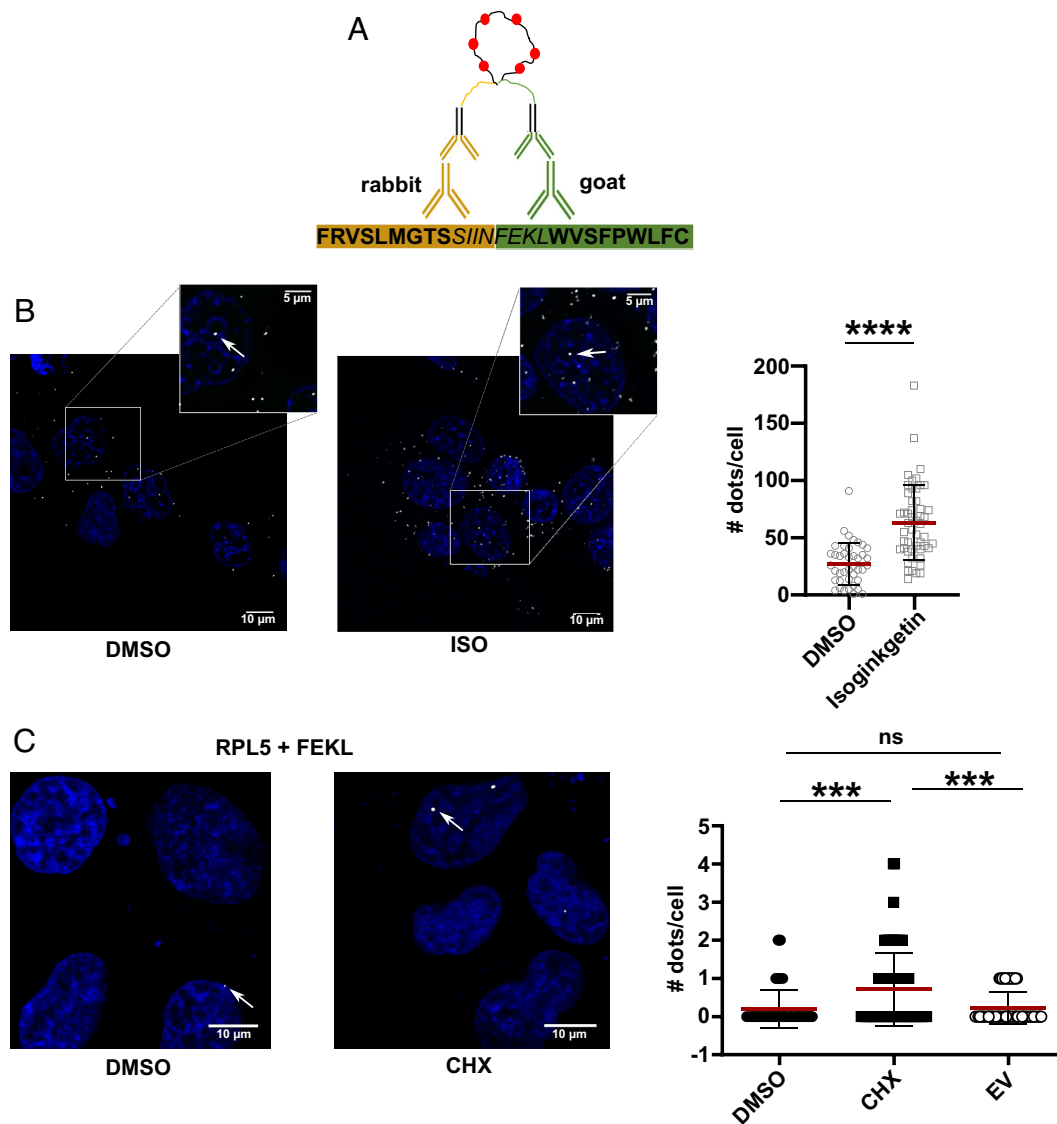 A
rabbit
goat
FRVSLMGTSSIINFEKLWVSFPWLFC
B
5 µm
5 µm
10 µm
10 µm
DMSO
ISO
****
# dots/cell
200
150
100
50
0
DMSO
Isoginkgetin
C
RPL5 + FEKL
10 µm
10 µm
DMSO
CHX
ns
***
***
# dots/cell
5
4
3
2
1
0
-1
DMSO
CHX
EV